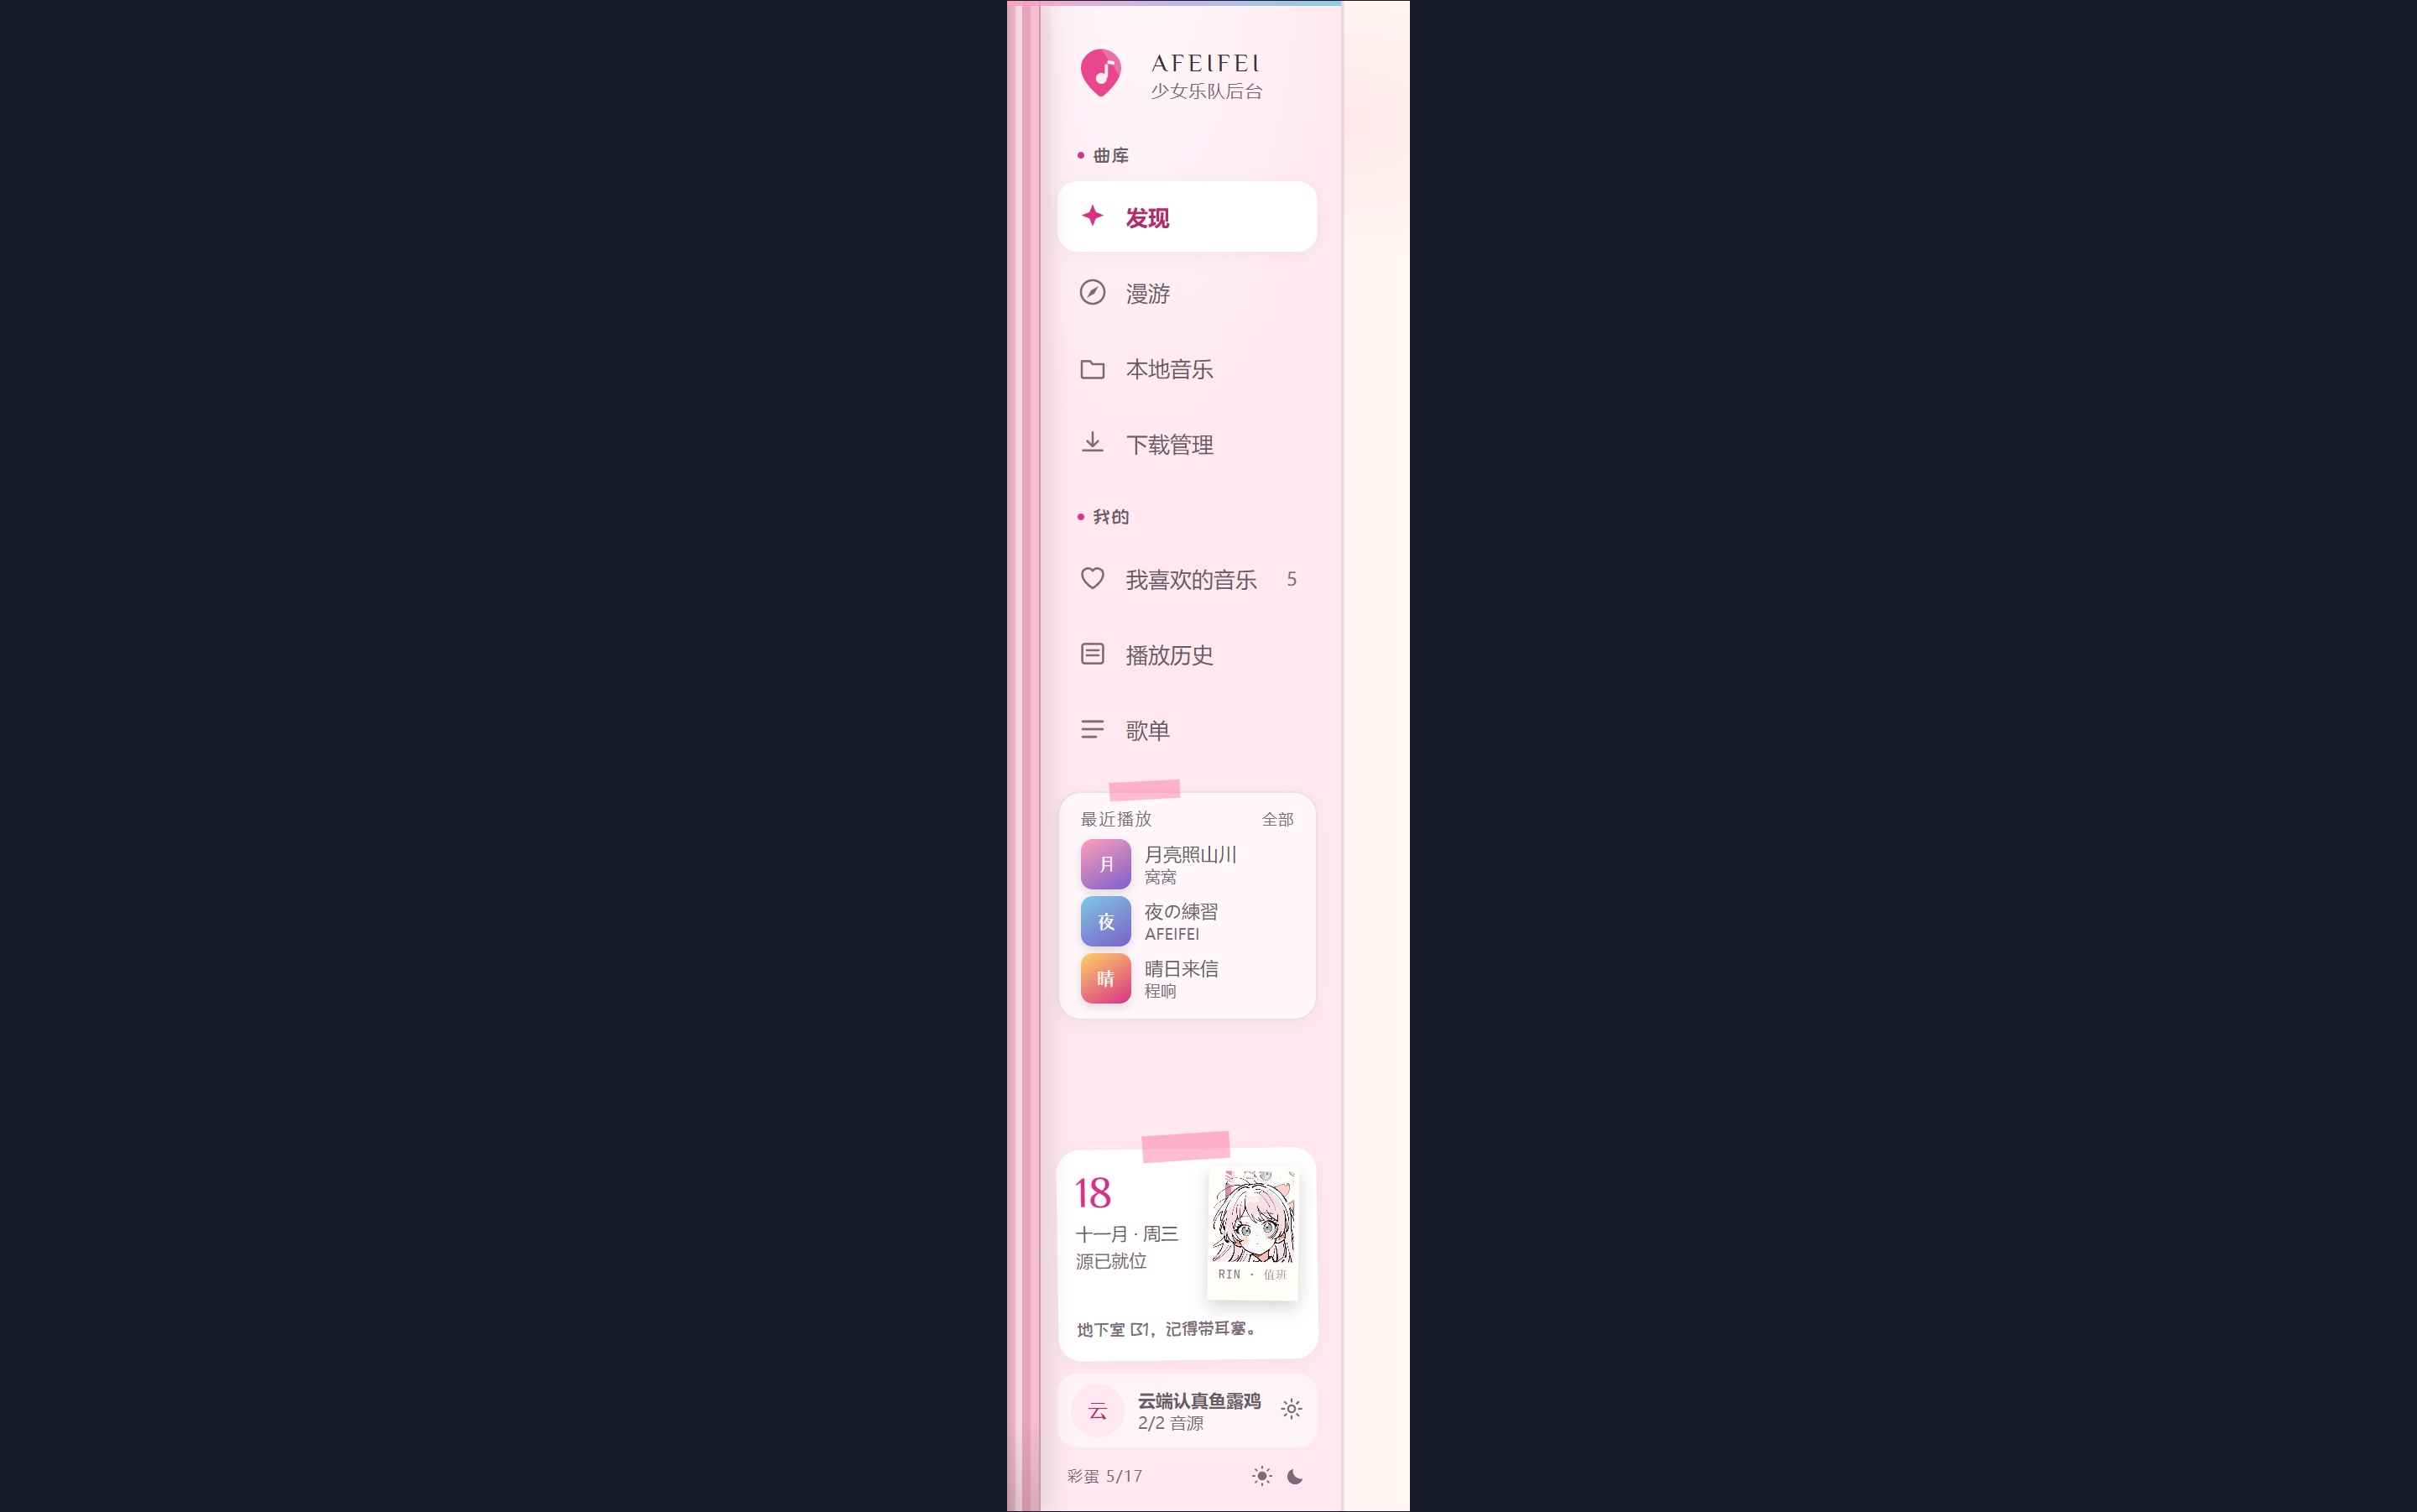 AFEIFEI
少女乐队后台
曲库
发现
漫游
本地音乐
下载管理
我的
我喜欢的音乐 5
播放历史
歌单
最近播放 全部
月 月亮照山川
窝窝
夜 夜の練習
AFEIFEI
晴 晴日来信
程响
18
十一月 · 周三
源已就位
RIN · 值班
地下室 B1，记得带耳塞。
云 云端认真鱼露鸡
2/2 音源
彩蛋 5/17